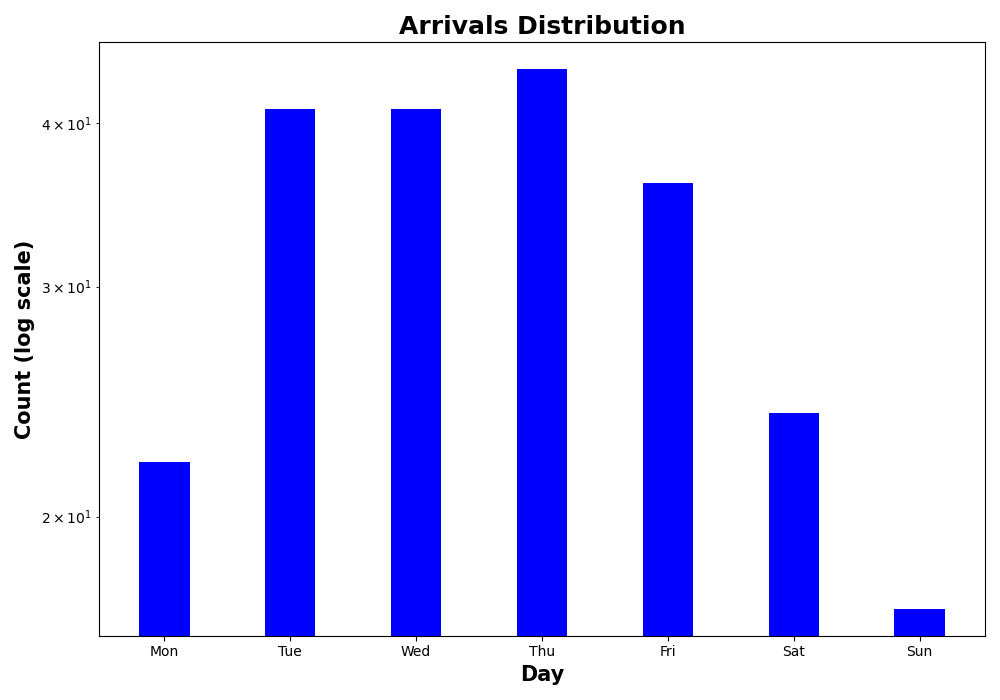 Arrivals Distribution
Count (log scale)
4 × 10¹
3 × 10¹
2 × 10¹
Mon Tue Wed Thu Fri Sat Sun
Day